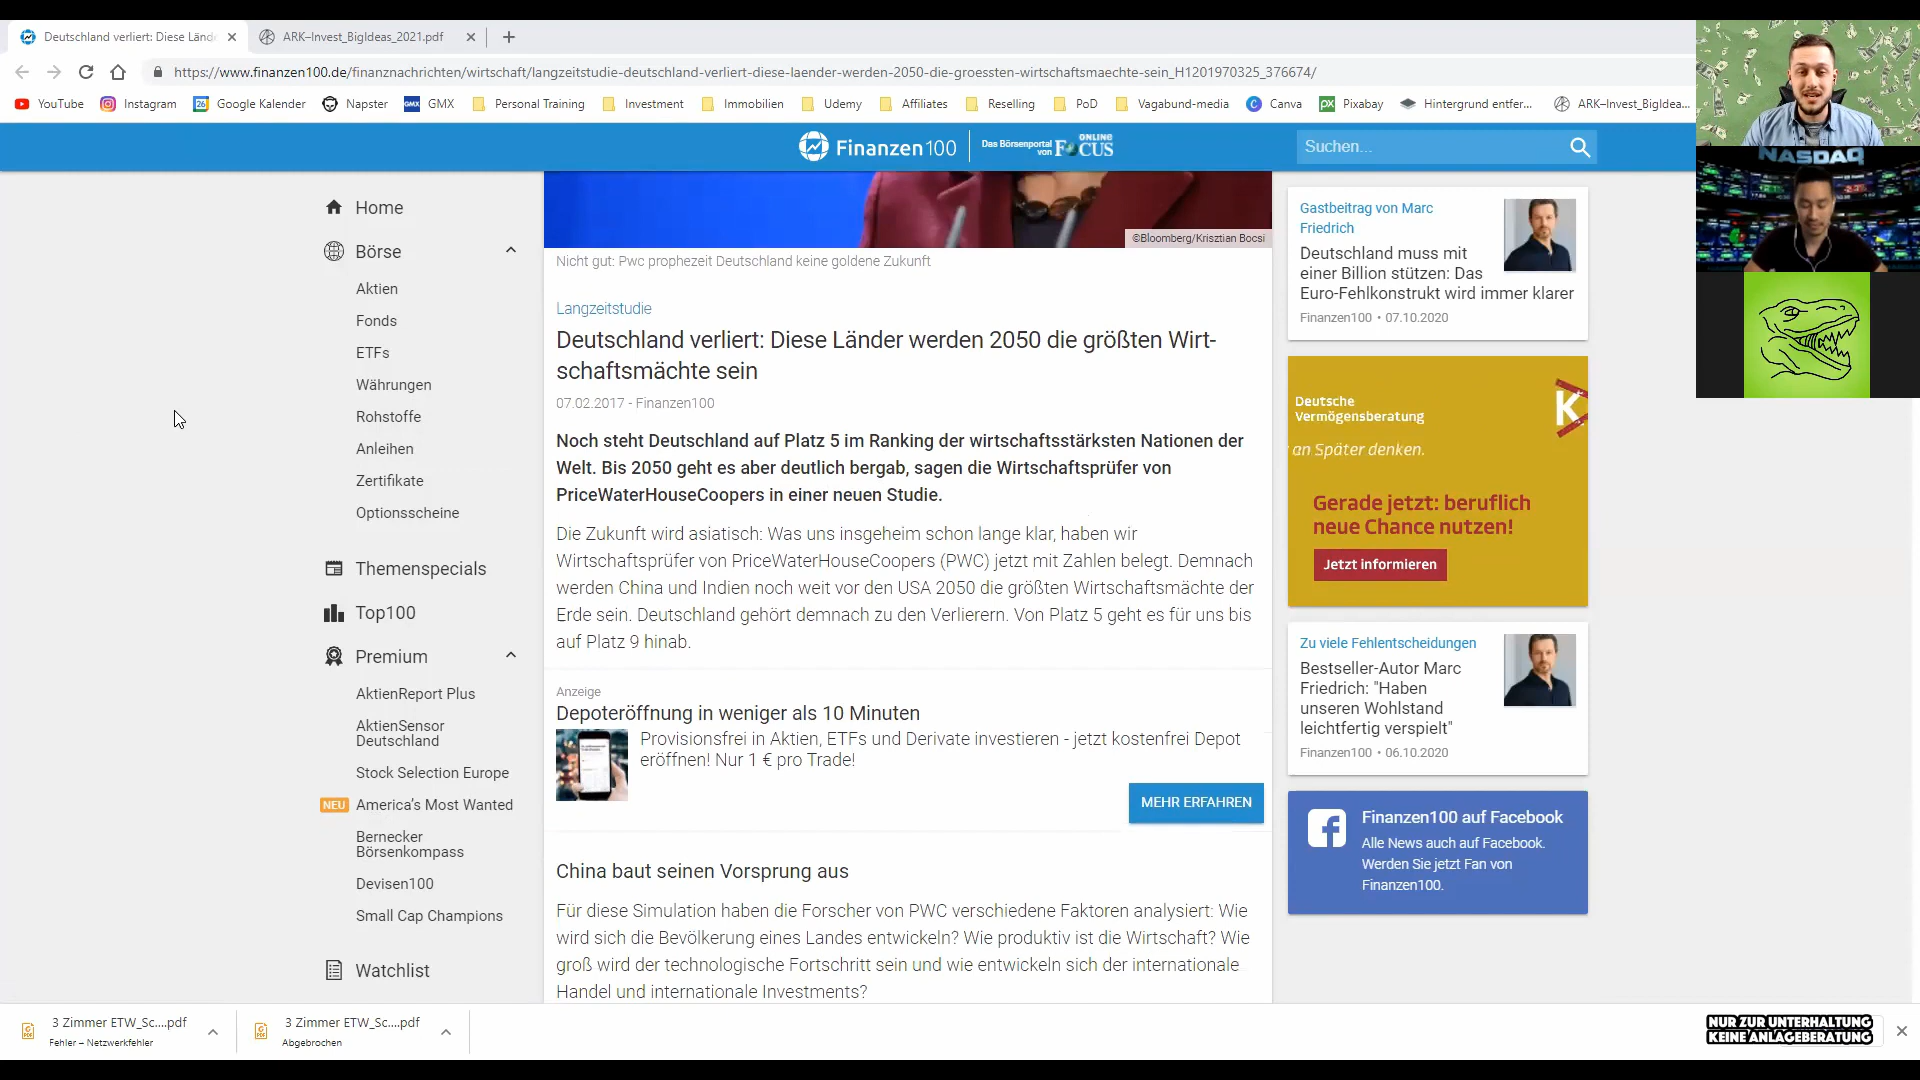 Deutschland verliert: Diese Lände
ARK–Invest_BigIdeas_2021.pdf
https://www.finanzen100.de/finanznachrichten/wirtschaft/langzeitstudie-deutschland-verliert-diese-laender-werden-2050-die-groessten-wirtschaftsmaechte-sein_H1201970325_376674/
YouTube
Instagram
26
Google Kalender
Napster
GMX
GMX
Personal Training
Investment
Immobilien
Udemy
Affiliates
Reselling
PoD
Vagabund-media
C
Canva
px
Pixabay
Hintergrund entfer...
ARK–Invest_BigIdea...
Finanzen100
Das Börsenportal
von
ONLINE
FOCUS
Suchen...
NASDAQ
Home
Börse
Aktien
Fonds
ETFs
Währungen
Rohstoffe
Anleihen
Zertifikate
Optionsscheine
Themenspecials
Top100
Premium
AktienReport Plus
AktienSensor
Deutschland
Stock Selection Europe
NEU
America's Most Wanted
Bernecker
Börsenkompass
Devisen100
Small Cap Champions
Watchlist
©Bloomberg/Krisztian Bocsi
Nicht gut: Pwc prophezeit Deutschland keine goldene Zukunft
Langzeitstudie
Deutschland verliert: Diese Länder werden 2050 die größten Wirt-
schaftsmächte sein
07.02.2017 - Finanzen100
Noch steht Deutschland auf Platz 5 im Ranking der wirtschaftsstärksten Nationen der
Welt. Bis 2050 geht es aber deutlich bergab, sagen die Wirtschaftsprüfer von
PriceWaterHouseCoopers in einer neuen Studie.
Die Zukunft wird asiatisch: Was uns insgeheim schon lange klar, haben wir
Wirtschaftsprüfer von PriceWaterHouseCoopers (PWC) jetzt mit Zahlen belegt. Demnach
werden China und Indien noch weit vor den USA 2050 die größten Wirtschaftsmächte der
Erde sein. Deutschland gehört demnach zu den Verlierern. Von Platz 5 geht es für uns bis
auf Platz 9 hinab.
Anzeige
Depoteröffnung in weniger als 10 Minuten
Provisionsfrei in Aktien, ETFs und Derivate investieren - jetzt kostenfrei Depot
eröffnen! Nur 1 € pro Trade!
MEHR ERFAHREN
China baut seinen Vorsprung aus
Für diese Simulation haben die Forscher von PWC verschiedene Faktoren analysiert: Wie
wird sich die Bevölkerung eines Landes entwickeln? Wie produktiv ist die Wirtschaft? Wie
groß wird der technologische Fortschritt sein und wie entwickeln sich der internationale
Handel und internationale Investments?
Gastbeitrag von Marc
Friedrich
Deutschland muss mit
einer Billion stützen: Das
Euro-Fehlkonstrukt wird immer klarer
Finanzen100 • 07.10.2020
Deutsche
Vermögensberatung
an Später denken.
Gerade jetzt: beruflich
neue Chance nutzen!
Jetzt informieren
Zu viele Fehlentscheidungen
Bestseller-Autor Marc
Friedrich: "Haben
unseren Wohlstand
leichtfertig verspielt"
Finanzen100 • 06.10.2020
Finanzen100 auf Facebook
Alle News auch auf Facebook.
Werden Sie jetzt Fan von
Finanzen100.
3 Zimmer ETW_Sc....pdf
Fehler – Netzwerkfehler
3 Zimmer ETW_Sc....pdf
Abgebrochen
NUR ZUR UNTERHALTUNG
KEINE ANLAGEBERATUNG